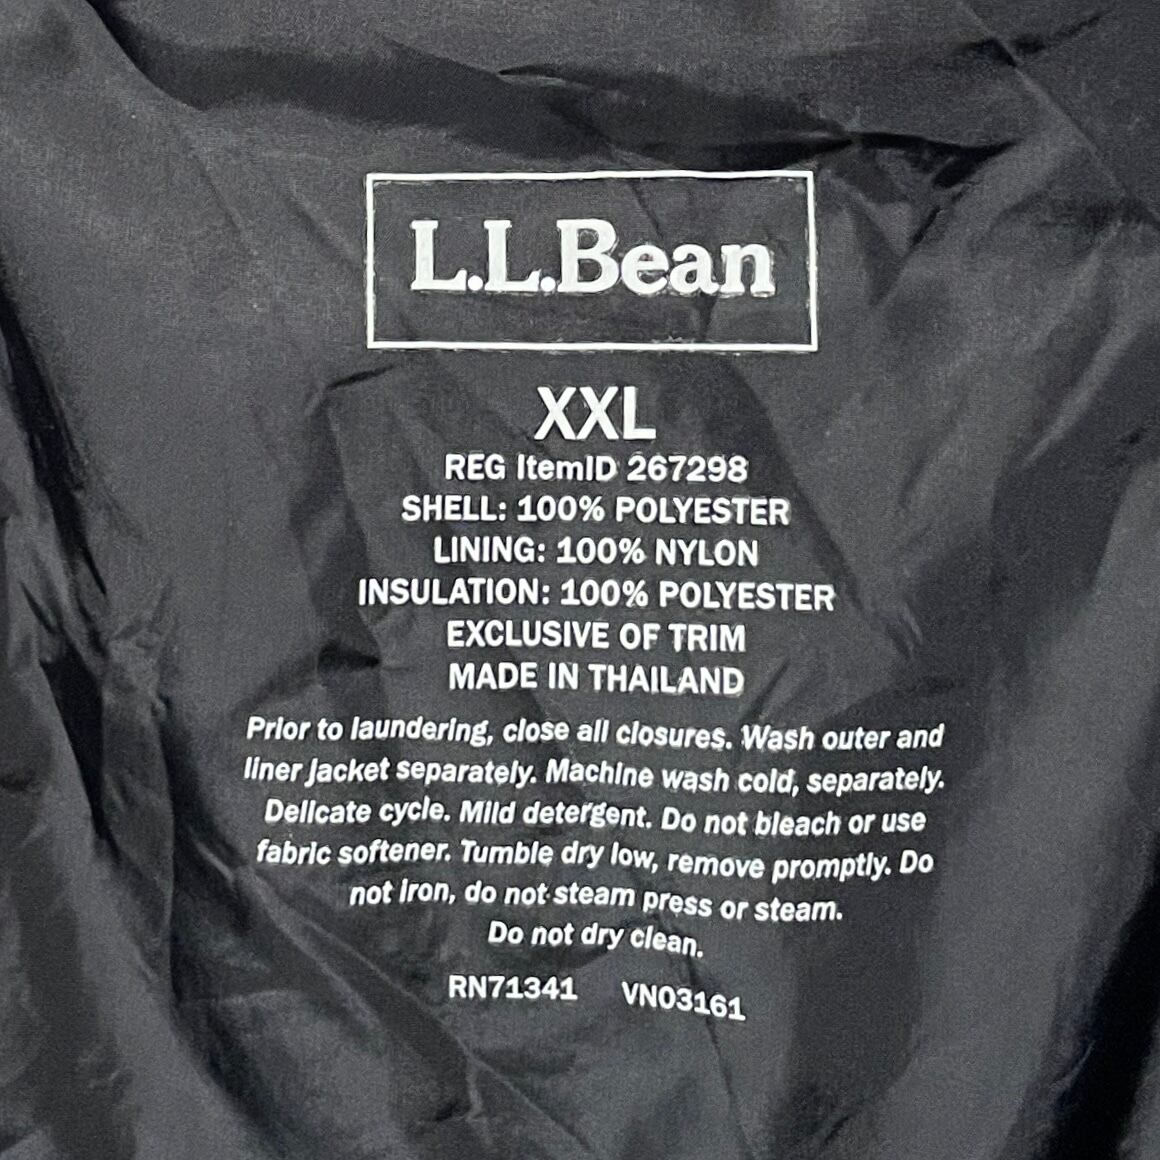 L.L.Bean
XXL
REG ItemID 267298
SHELL: 100% POLYESTER
LINING: 100% NYLON
INSULATION: 100% POLYESTER
EXCLUSIVE OF TRIM
MADE IN THAILAND
Prior to laundering, close all closures. Wash outer and
liner jacket separately. Machine wash cold, separately.
Delicate cycle. Mild detergent. Do not bleach or use
fabric softener. Tumble dry low, remove promptly. Do
not iron, do not steam press or steam.
Do not dry clean.
RN71341 VN03161